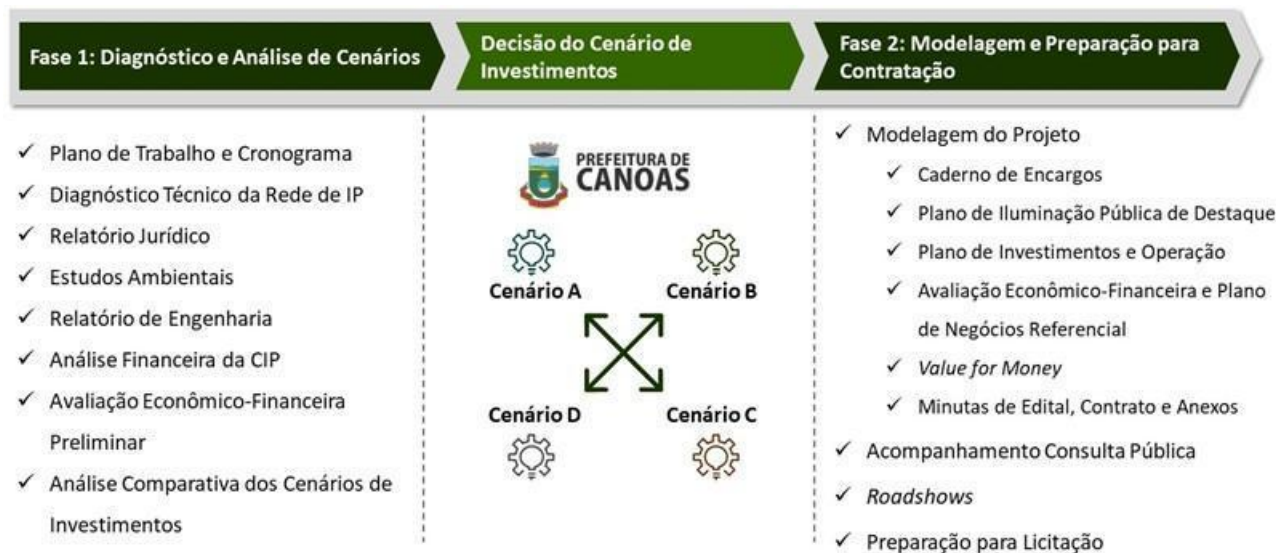 Fase 1: Diagnóstico e Análise de Cenários
Decisão do Cenário de
Investimentos
Fase 2: Modelagem e Preparação para
Contratação
✓ Plano de Trabalho e Cronograma
✓ Diagnóstico Técnico da Rede de IP
✓ Relatório Jurídico
✓ Estudos Ambientais
✓ Relatório de Engenharia
✓ Análise Financeira da CIP
✓ Avaliação Econômico-Financeira
Preliminar
✓ Análise Comparativa dos Cenários de
Investimentos
PREFEITURA DE
CANOAS
Cenário A
Cenário B
Cenário D
Cenário C
✓ Modelagem do Projeto
✓ Caderno de Encargos
✓ Plano de Iluminação Pública de Destaque
✓ Plano de Investimentos e Operação
✓ Avaliação Econômico-Financeira e Plano
de Negócios Referencial
✓ Value for Money
✓ Minutas de Edital, Contrato e Anexos
✓ Acompanhamento Consulta Pública
✓ Roadshows
✓ Preparação para Licitação